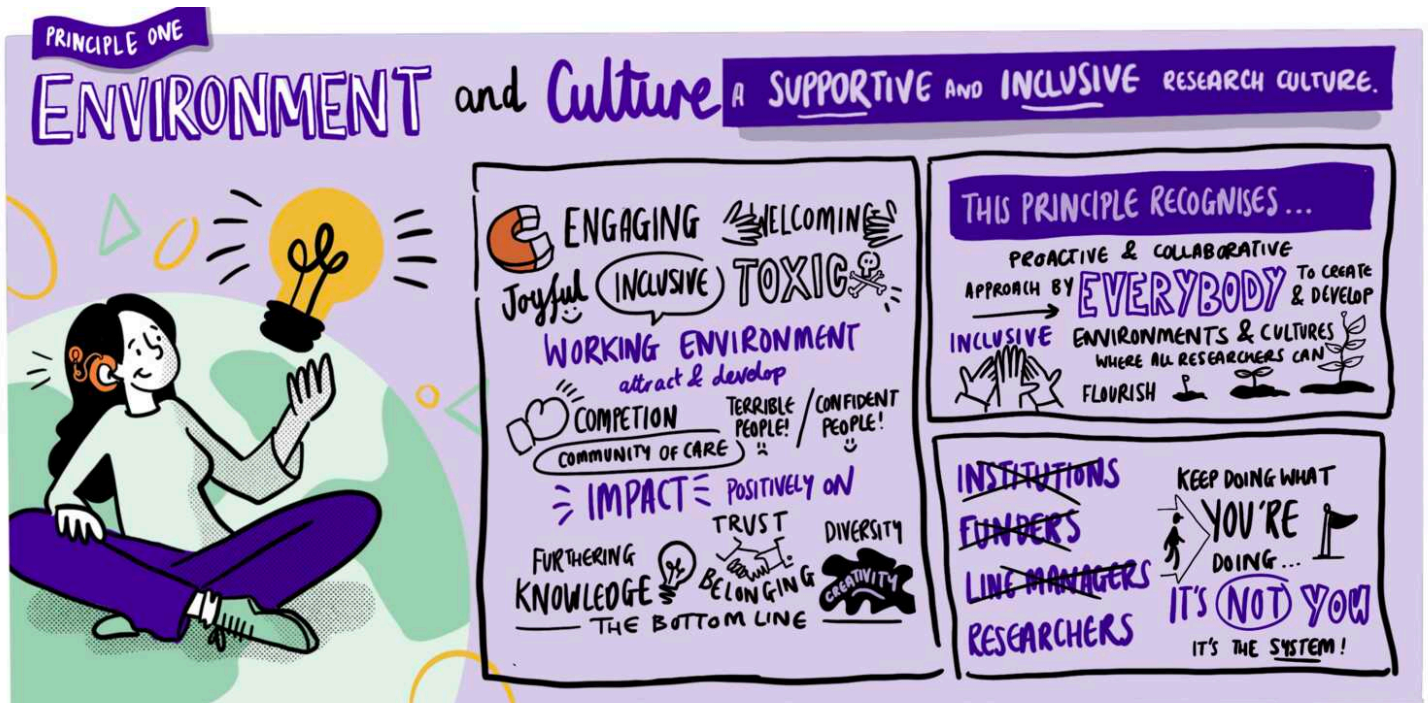 PRINCIPLE ONE
ENVIRONMENT and Culture A SUPPORTIVE AND INCLUSIVE RESEARCH CULTURE.
ENGAGING WELCOMING
Joyful INCLUSIVE TOXIC
WORKING ENVIRONMENT
attract & develop
COMPETION TERRIBLE PEOPLE! / CONFIDENT PEOPLE!
COMMUNITY OF CARE
IMPACT POSITIVELY ON
FURTHERING KNOWLEDGE
TRUST
BELONGING
DIVERSITY
CREATIVITY
THE BOTTOM LINE
THIS PRINCIPLE RECOGNISES...
PROACTIVE & COLLABORATIVE
APPROACH BY EVERYBODY TO CREATE & DEVELOP
INCLUSIVE ENVIRONMENTS & CULTURES
WHERE ALL RESEARCHERS CAN
FLOURISH
INSTITUTIONS
FUNDERS
LINE MANAGERS
RESEARCHERS
KEEP DOING WHAT
YOU'RE
DOING...
IT'S NOT YOU
IT'S THE SYSTEM!